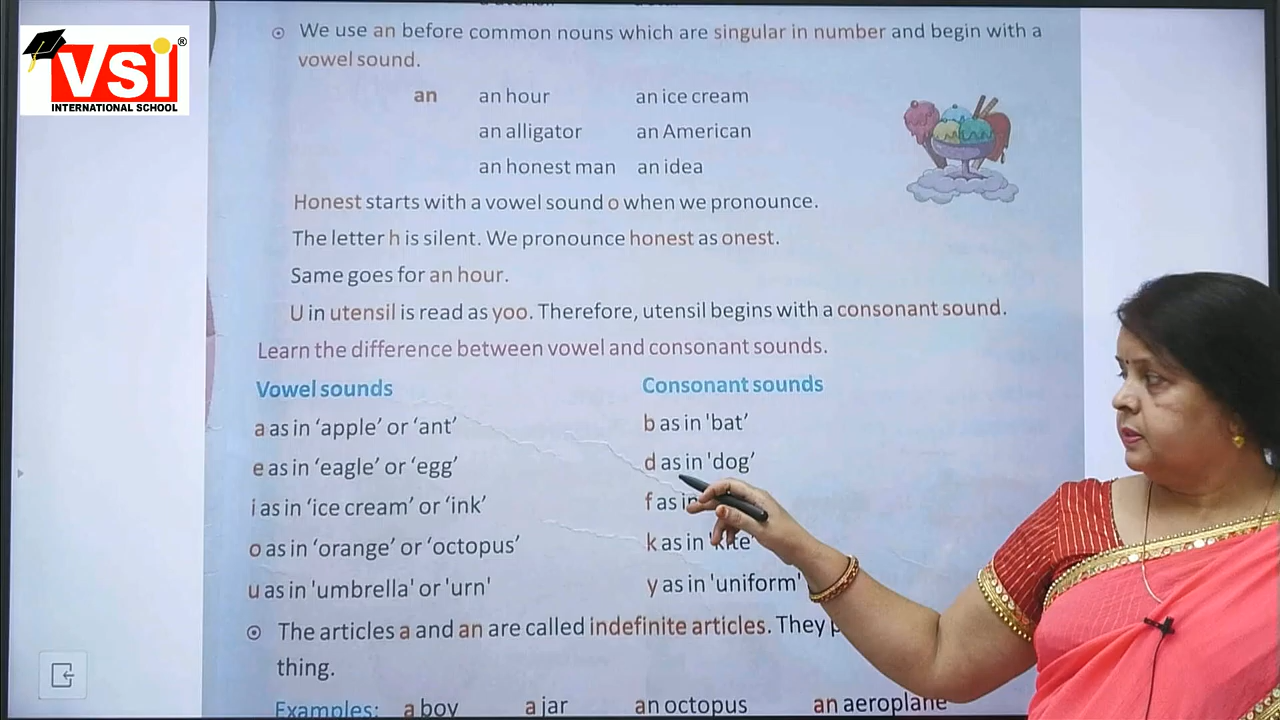 VSI®
INTERNATIONAL SCHOOL
We use an before common nouns which are singular in number and begin with a
vowel sound.
an an hour an ice cream
an alligator an American
an honest man an idea
Honest starts with a vowel sound o when we pronounce.
The letter h is silent. We pronounce honest as onest.
Same goes for an hour.
U in utensil is read as yoo. Therefore, utensil begins with a consonant sound.
Learn the difference between vowel and consonant sounds.
Vowel sounds Consonant sounds
a as in ‘apple’ or ‘ant’ b as in 'bat’
e as in ‘eagle’ or ‘egg’ d as in 'dog’
i as in ‘ice cream’ or ‘ink’ f as in
o as in ‘orange’ or ‘octopus’ k as in 'kite’
u as in 'umbrella' or 'urn' y as in 'uniform'
The articles a and an are called indefinite articles. They
thing.
Examples: a boy a jar an octopus an aeroplane